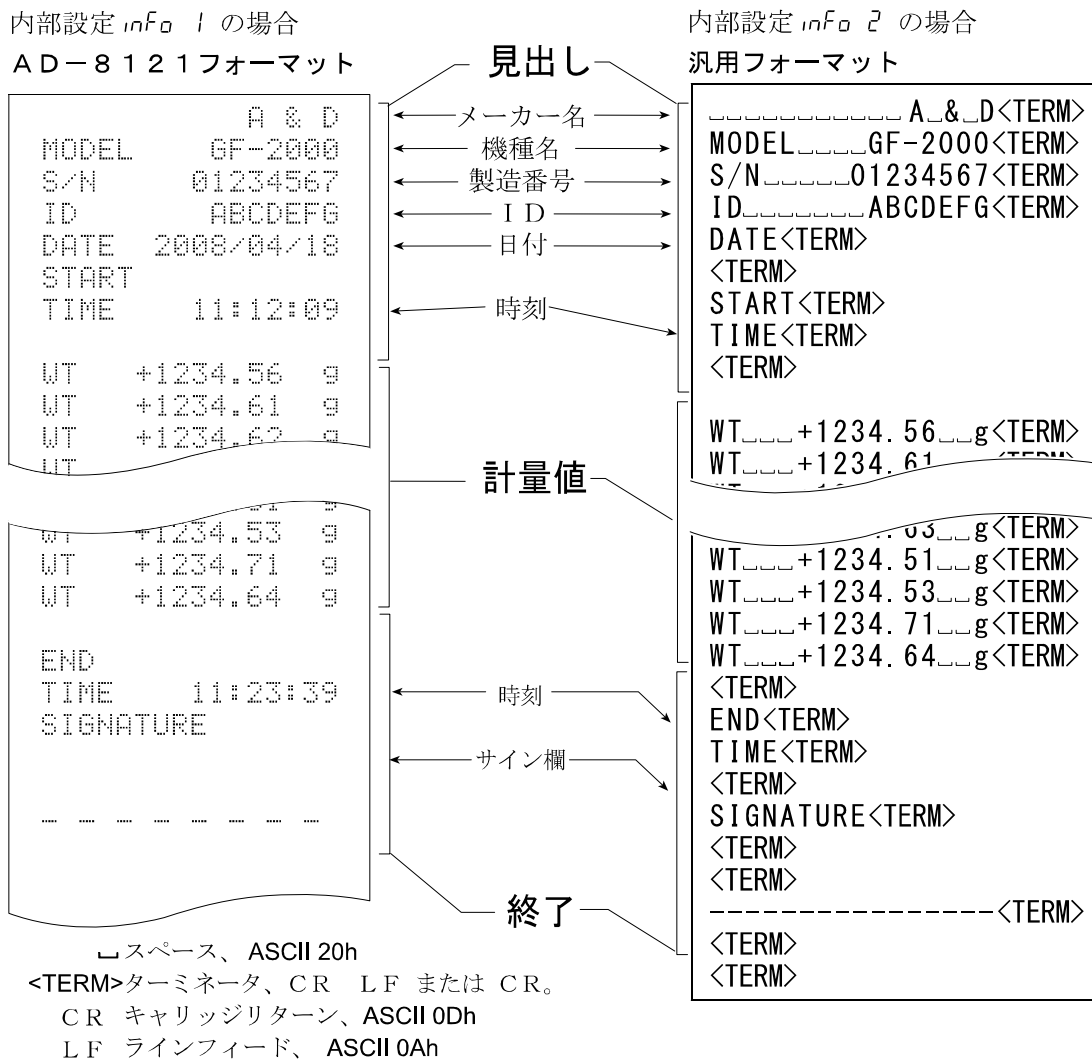 内部設定 info 1 の場合
AD-8121フォーマット
A & D
MODEL GF-2000
S/N 01234567
ID ABCDEFG
DATE 2008/04/18
START
TIME 11:12:09
WT +1234.56 g
WT +1234.61 g
WT +1234.62 g
WT
+1234.53 g
WT +1234.71 g
WT +1234.64 g
END
TIME 11:23:39
SIGNATURE
_ _ _ _ _ _ _ _
見出し
メーカー名
機種名
製造番号
ID
日付
時刻
計量値
時刻
サイン欄
終了
内部設定 info 2 の場合
汎用フォーマット
␣␣␣␣␣␣␣␣␣␣␣A␣&␣D<TERM>
MODEL␣␣␣␣GF-2000<TERM>
S/N␣␣␣␣␣01234567<TERM>
ID␣␣␣␣␣␣␣ABCDEFG<TERM>
DATE<TERM>
<TERM>
START<TERM>
TIME<TERM>
<TERM>
WT␣␣␣+1234.56␣␣g<TERM>
WT␣␣␣+1234.61 <TERM>
␣␣g<TERM>
WT␣␣␣+1234.51␣␣g<TERM>
WT␣␣␣+1234.53␣␣g<TERM>
WT␣␣␣+1234.71␣␣g<TERM>
WT␣␣␣+1234.64␣␣g<TERM>
<TERM>
END<TERM>
TIME<TERM>
<TERM>
SIGNATURE<TERM>
<TERM>
<TERM>
----------------<TERM>
<TERM>
<TERM>
␣スペース、 ASCII 20h
<TERM>ターミネータ、CR LF または CR。
CR キャリッジリターン、ASCII 0Dh
LF ラインフィード、 ASCII 0Ah